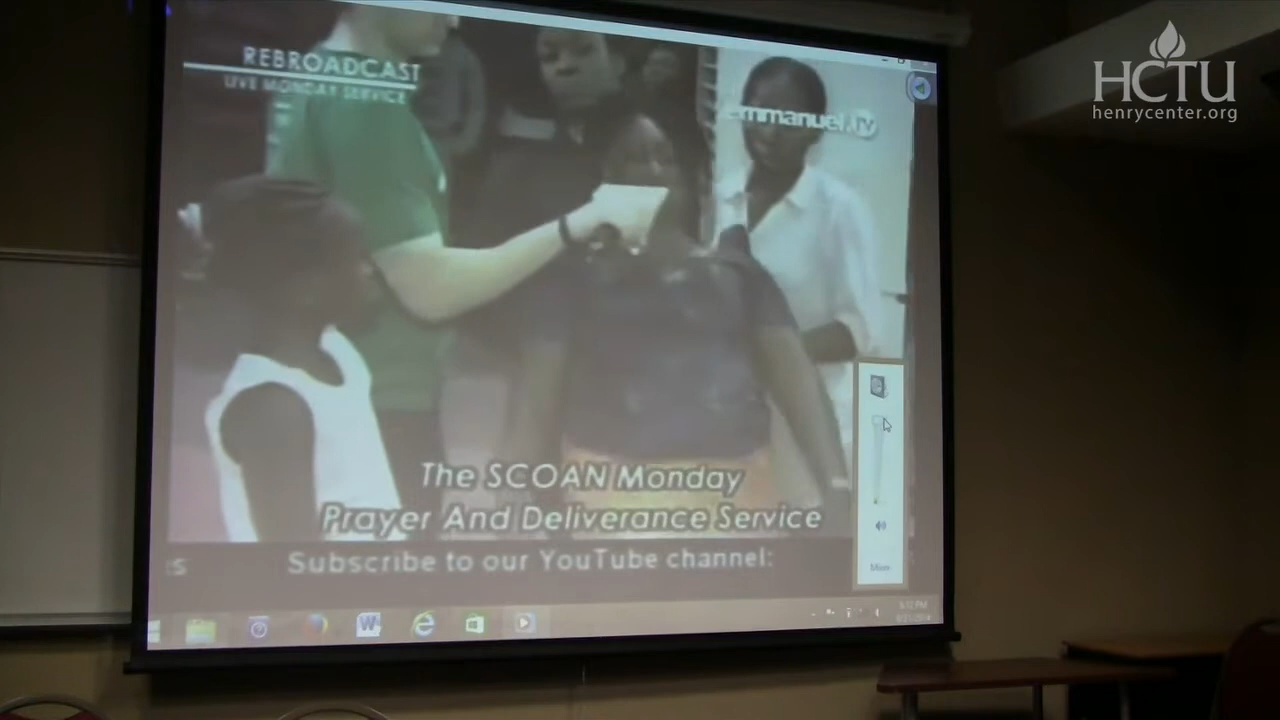 REBROADCAST
LIVE MONDAY SERVICE
emmanuel.tv
HCTU
henrycenter.org
The SCOAN Monday
Prayer And Deliverance Service
Subscribe to our YouTube channel: